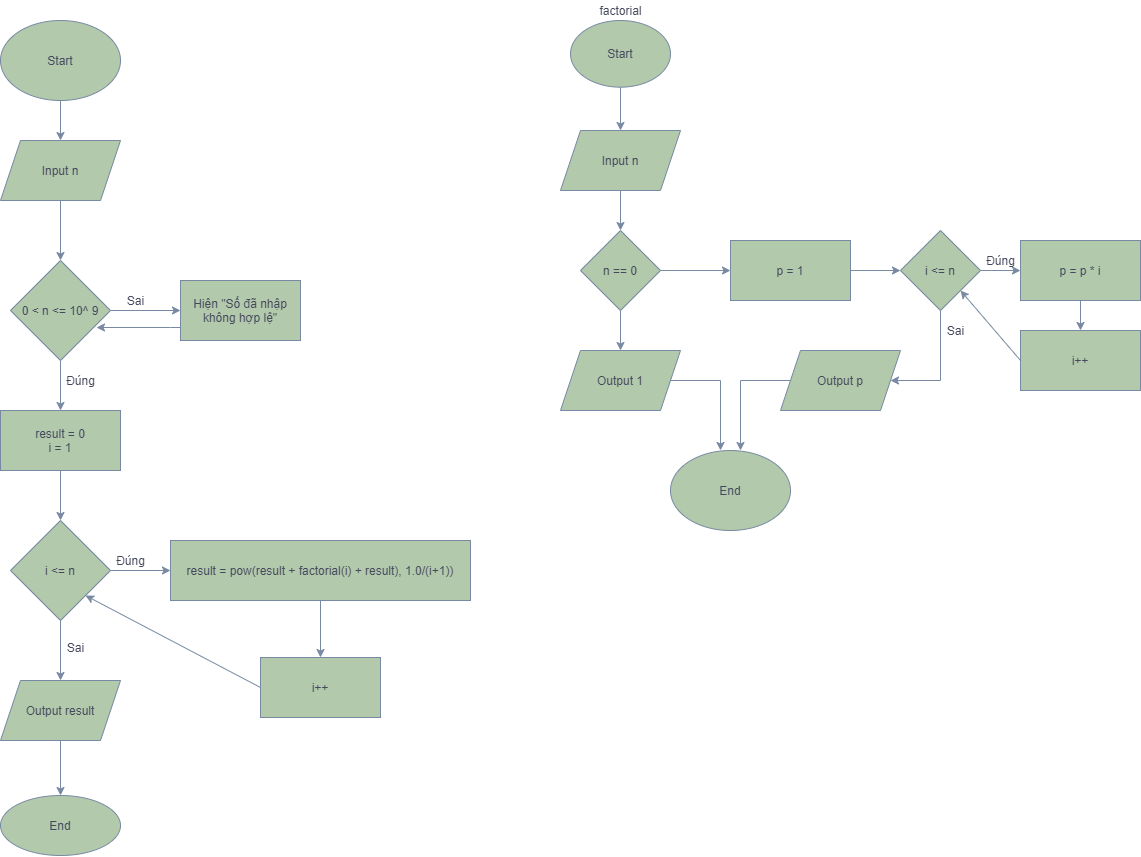 Start
Input n
0 < n <= 10^ 9
Sai
Hiện "Số đã nhập
không hợp lệ"
Đúng
result = 0
i = 1
i <= n
Đúng
result = pow(result + factorial(i) + result), 1.0/(i+1))
i++
Sai
Output result
End
factorial
Start
Input n
n == 0
p = 1
i <= n
Đúng
p = p * i
i++
Sai
Output 1
Output p
End